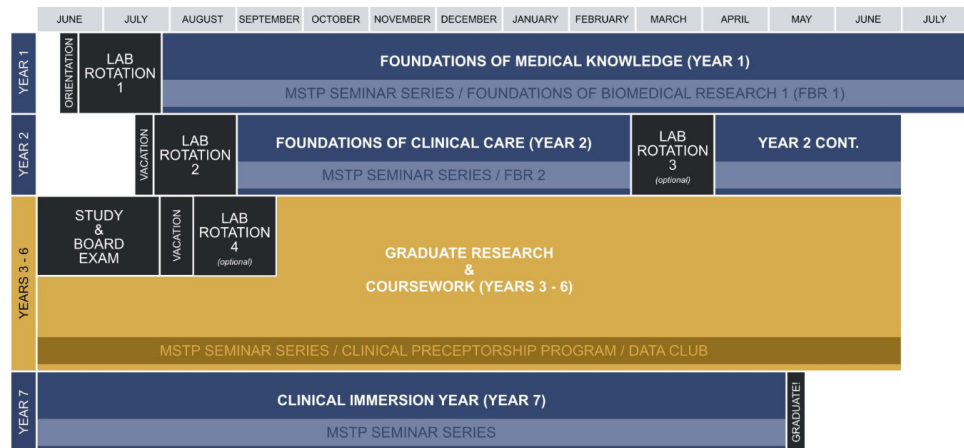 JUNE JULY AUGUST SEPTEMBER OCTOBER NOVEMBER DECEMBER JANUARY FEBRUARY MARCH APRIL MAY JUNE JULY
YEAR 1
ORIENTATION
LAB
ROTATION
1
FOUNDATIONS OF MEDICAL KNOWLEDGE (YEAR 1)
MSTP SEMINAR SERIES / FOUNDATIONS OF BIOMEDICAL RESEARCH 1 (FBR 1)
YEAR 2
VACATION
LAB
ROTATION
2
FOUNDATIONS OF CLINICAL CARE (YEAR 2)
MSTP SEMINAR SERIES / FBR 2
LAB
ROTATION
3
(optional)
YEAR 2 CONT.
YEARS 3 - 6
STUDY
&
BOARD
EXAM
VACATION
LAB
ROTATION
4
(optional)
GRADUATE RESEARCH
&
COURSEWORK (YEARS 3 - 6)
MSTP SEMINAR SERIES / CLINICAL PRECEPTORSHIP PROGRAM / DATA CLUB
YEAR 7
CLINICAL IMMERSION YEAR (YEAR 7)
MSTP SEMINAR SERIES
GRADUATE!